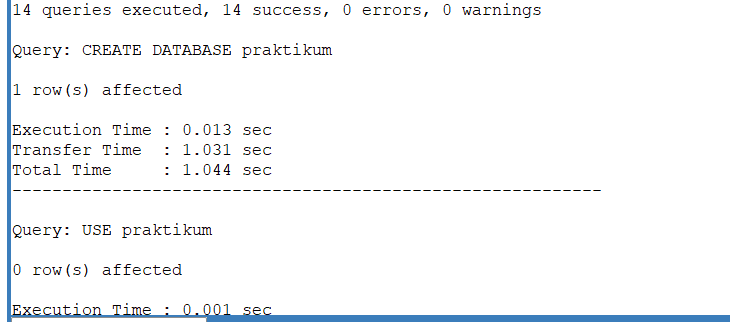 14 queries executed, 14 success, 0 errors, 0 warnings
Query: CREATE DATABASE praktikum
1 row(s) affected
Execution Time : 0.013 sec
Transfer Time  : 1.031 sec
Total Time     : 1.044 sec
-----------------------------------------------------------
Query: USE praktikum
0 row(s) affected
Execution Time : 0.001 sec